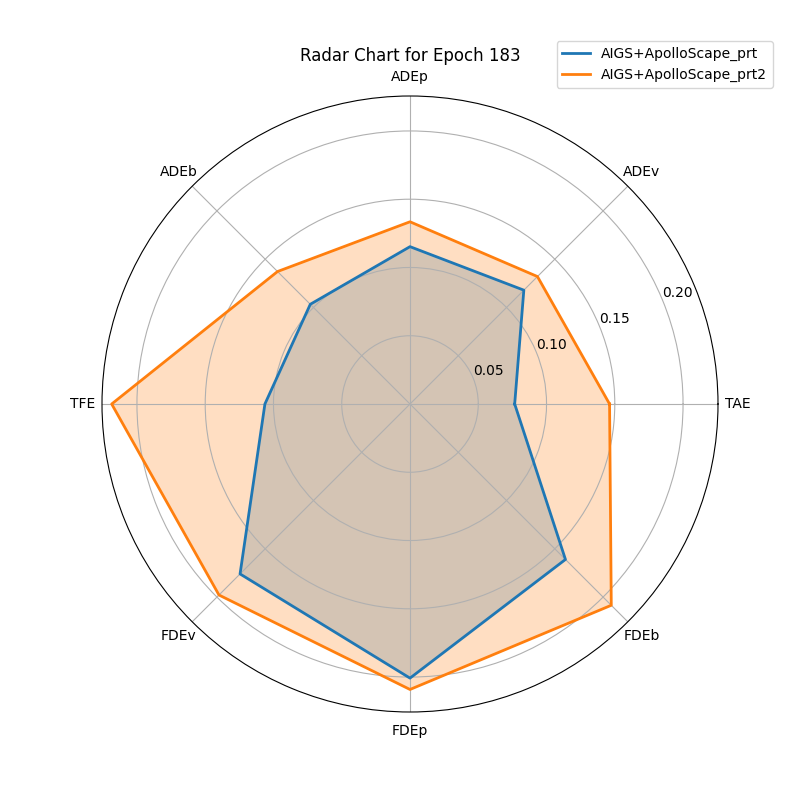 Radar Chart for Epoch 183
AIGS+ApolloScape_prt
AIGS+ApolloScape_prt2
ADEp
ADEb
ADEv
0.20
0.15
0.10
0.05
TFE
TAE
FDEv
FDEb
FDEp